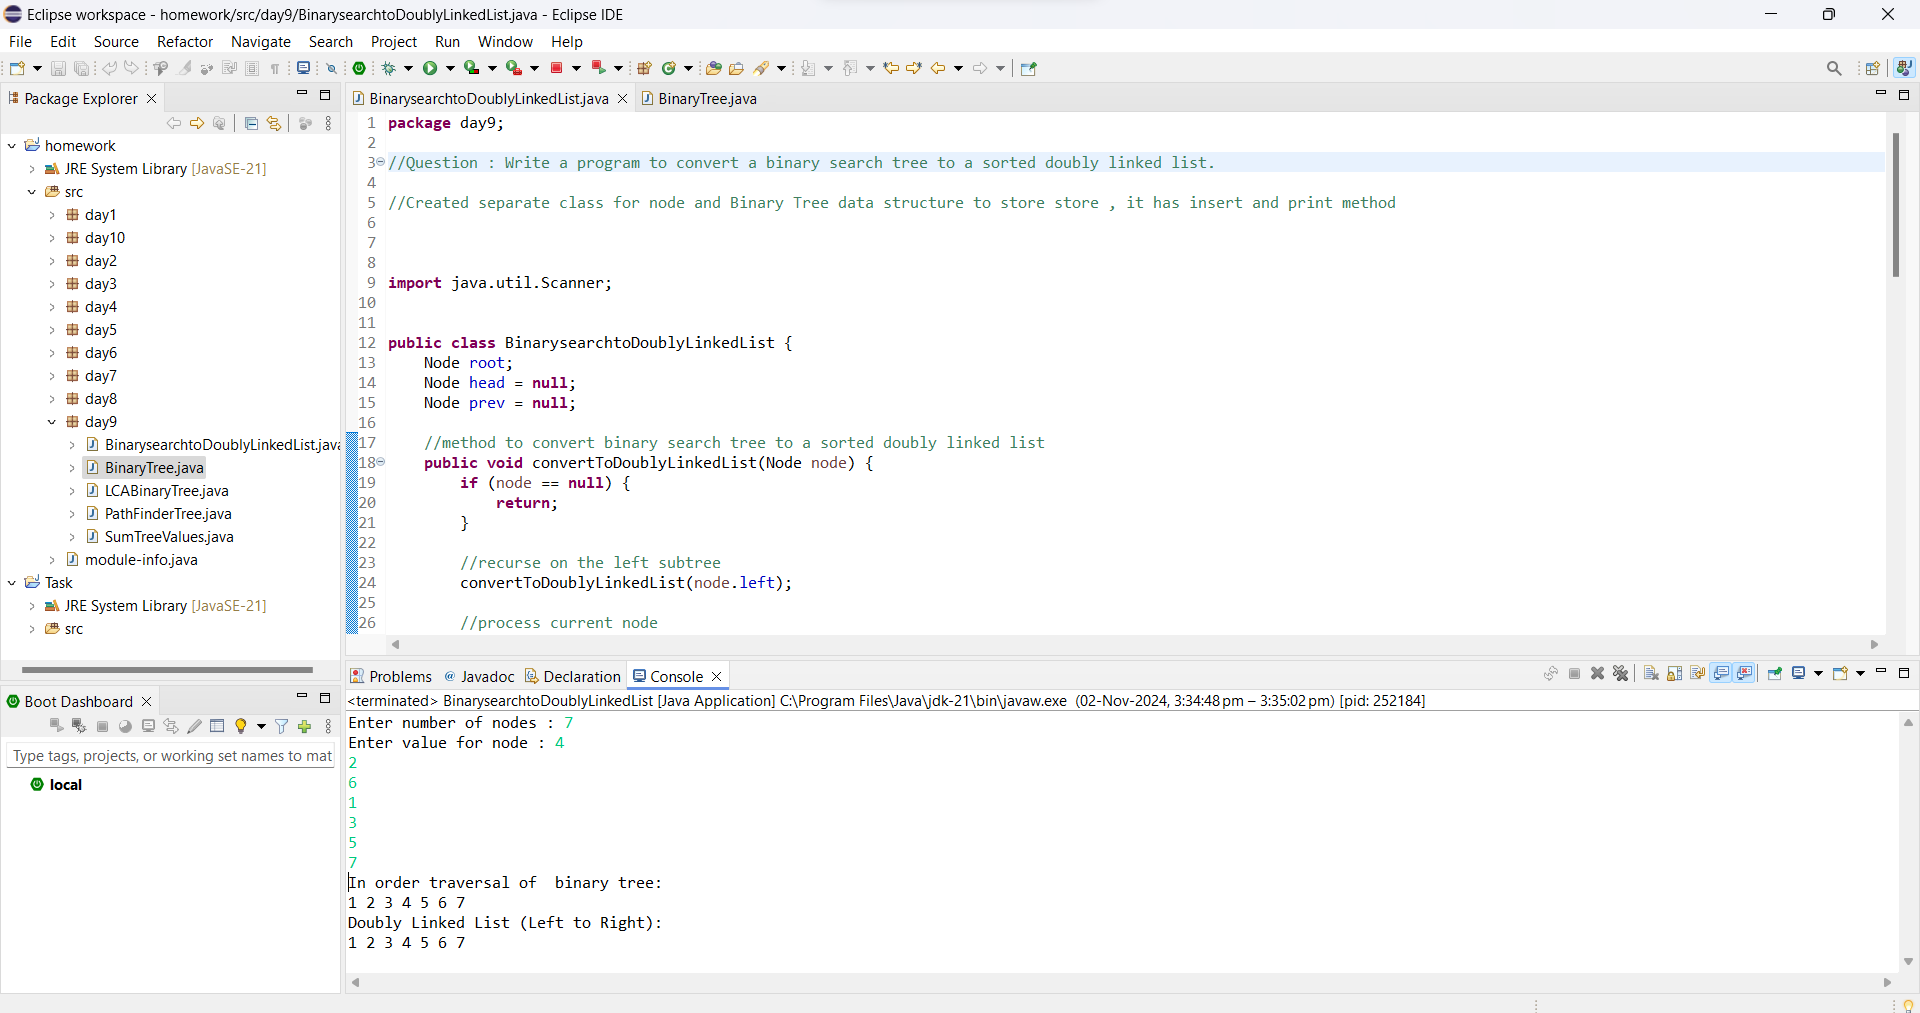 Eclipse workspace - homework/src/day9/BinarysearchtoDoublyLinkedList.java - Eclipse IDE
File Edit Source Refactor Navigate Search Project Run Window Help
Package Explorer
homework
JRE System Library [JavaSE-21]
src
day1
day10
day2
day3
day4
day5
day6
day7
day8
day9
BinarysearchtoDoublyLinkedList.java
BinaryTree.java
LCABinaryTree.java
PathFinderTree.java
SumTreeValues.java
module-info.java
Task
JRE System Library [JavaSE-21]
src
Boot Dashboard
Type tags, projects, or working set names to mat
local
BinarysearchtoDoublyLinkedList.java BinaryTree.java
1 package day9;
2
3 //Question : Write a program to convert a binary search tree to a sorted doubly linked list.
4
5 //Created separate class for node and Binary Tree data structure to store store , it has insert and print method
6
7
8
9 import java.util.Scanner;
10
11
12 public class BinarysearchtoDoublyLinkedList {
13 Node root;
14 Node head = null;
15 Node prev = null;
16
17 //method to convert binary search tree to a sorted doubly linked list
18 public void convertToDoublyLinkedList(Node node) {
19 if (node == null) {
20 return;
21 }
22
23 //recurse on the left subtree
24 convertToDoublyLinkedList(node.left);
25
26 //process current node
Problems Javadoc Declaration Console
<terminated> BinarysearchtoDoublyLinkedList [Java Application] C:\Program Files\Java\jdk-21\bin\javaw.exe (02-Nov-2024, 3:34:48 pm – 3:35:02 pm) [pid: 252184]
Enter number of nodes : 7
Enter value for node : 4
2
6
1
3
5
7
In order traversal of  binary tree:
1 2 3 4 5 6 7
Doubly Linked List (Left to Right):
1 2 3 4 5 6 7